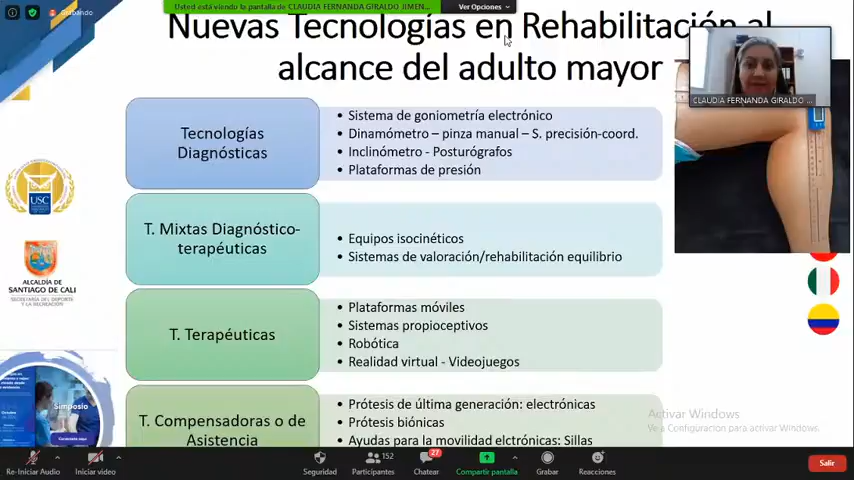 Grabando
Usted está viendo la pantalla de CLAUDIA FERNANDA GIRALDO JIMEN...
Ver Opciones
Nuevas Tecnologías en Rehabilitación al
alcance del adulto mayor
CLAUDIA FERNANDA GIRALDO ...
Tecnologías
Diagnósticas
• Sistema de goniometría electrónico
• Dinamómetro – pinza manual – S. precisión-coord.
• Inclinómetro - Posturógrafos
• Plataformas de presión
T. Mixtas Diagnóstico-
terapéuticas
• Equipos isocinéticos
• Sistemas de valoración/rehabilitación equilibrio
T. Terapéuticas
• Plataformas móviles
• Sistemas propioceptivos
• Robótica
• Realidad virtual - Videojuegos
T. Compensadoras o de
Asistencia
• Prótesis de última generación: electrónicas
• Prótesis biónicas
• Ayudas para la movilidad elctrónicas: Sillas
USC
ALCALDÍA DE
SANTIAGO DE CALI
SECRETARÍA DEL DEPORTE
Y LA RECREACIÓN
Simposio
Activar Windows
Ve a Configuración para activar Windows.
Re-Iniciar Audio
Iniciar video
Seguridad
152
Participantes
27
Chatear
Compartir pantalla
Grabar
Reacciones
Salir